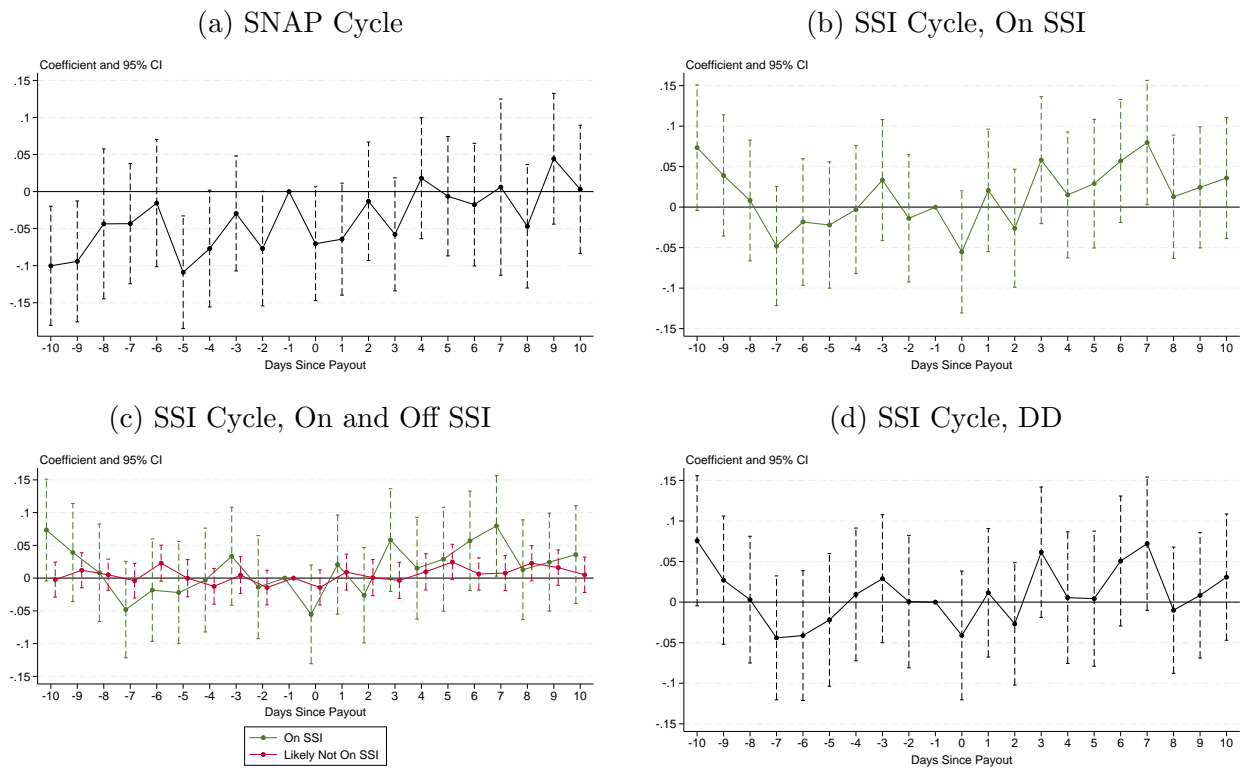 (a) SNAP Cycle
Coefficient and 95% CI
.15
.1
.05
0
-.05
-.1
-.15
-10 -9 -8 -7 -6 -5 -4 -3 -2 -1 0 1 2 3 4 5 6 7 8 9 10
Days Since Payout
(b) SSI Cycle, On SSI
Coefficient and 95% CI
.15
.1
.05
0
-.05
-.1
-.15
-10 -9 -8 -7 -6 -5 -4 -3 -2 -1 0 1 2 3 4 5 6 7 8 9 10
Days Since Payout
(c) SSI Cycle, On and Off SSI
Coefficient and 95% CI
.15
.1
.05
0
-.05
-.1
-.15
-10 -9 -8 -7 -6 -5 -4 -3 -2 -1 0 1 2 3 4 5 6 7 8 9 10
Days Since Payout
On SSI
Likely Not On SSI
(d) SSI Cycle, DD
Coefficient and 95% CI
.15
.1
.05
0
-.05
-.1
-.15
-10 -9 -8 -7 -6 -5 -4 -3 -2 -1 0 1 2 3 4 5 6 7 8 9 10
Days Since Payout